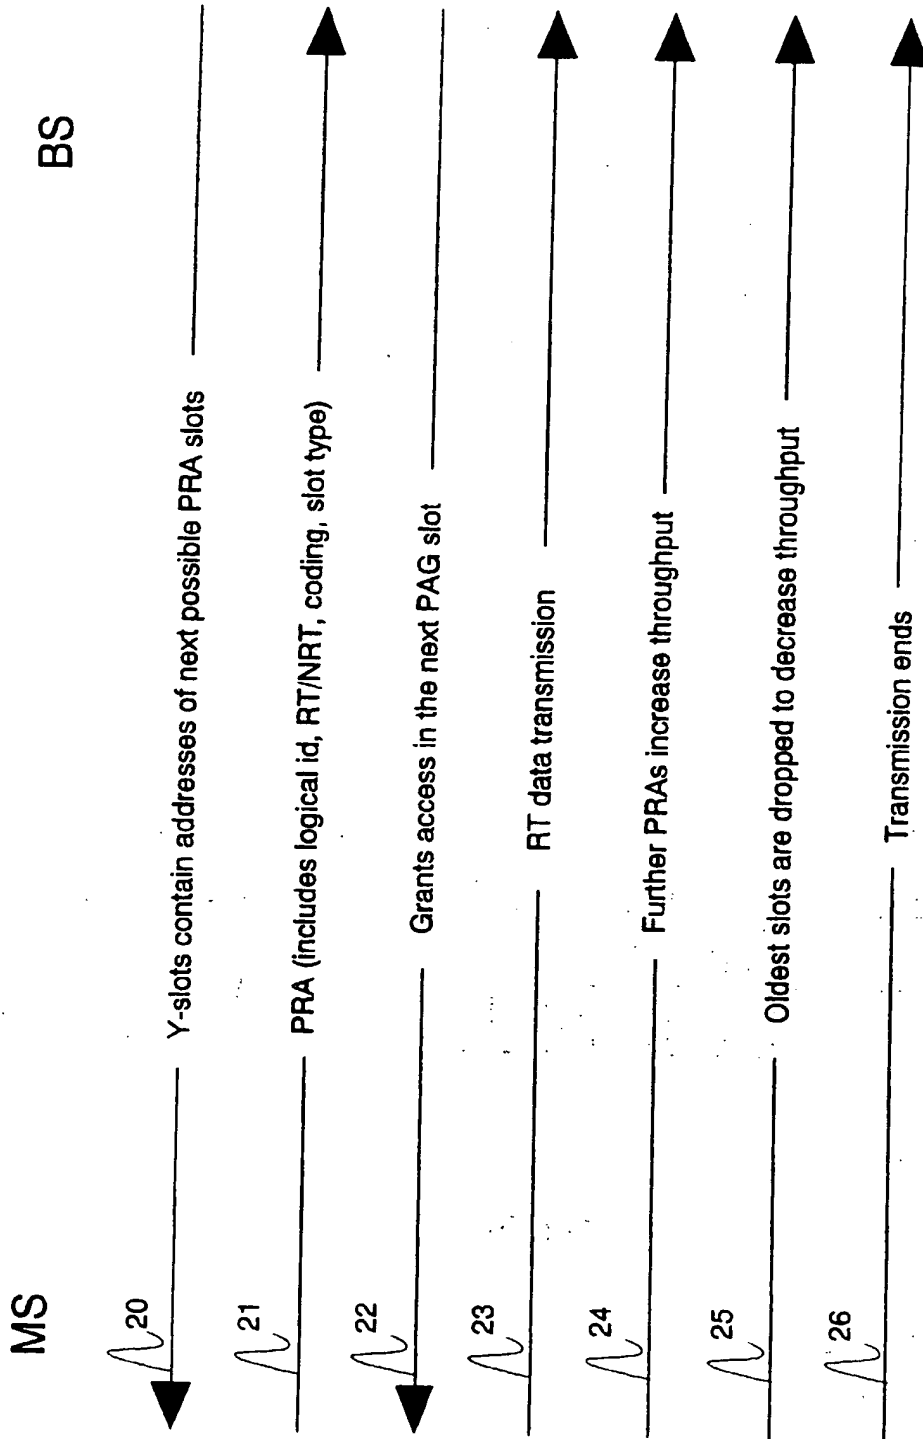 MS
BS
20
Y-slots contain addresses of next possible PRA slots
21
PRA (includes logical id, RT/NRT, coding, slot type)
22
Grants access in the next PAG slot
23
RT data transmission
24
Further PRAs increase throughput
25
Oldest slots are dropped to decrease throughput
26
Transmission ends